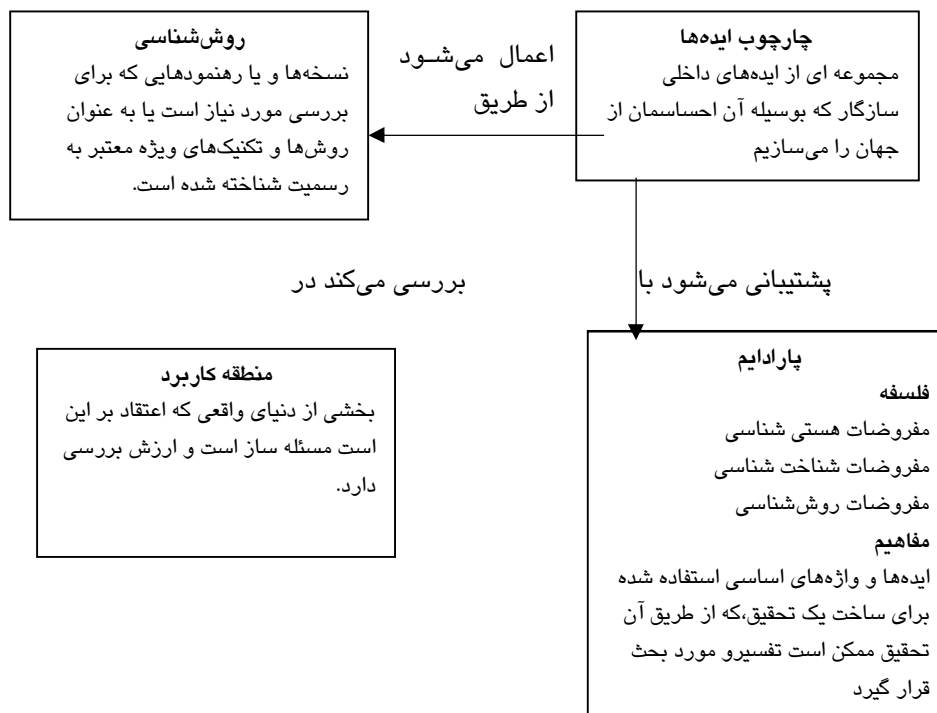 چارچوب ایده‌ها
مجموعه ای از ایده‌های داخلی
سازگار که بوسیله آن احساسمان از
جهان را می‌سازیم
اعمال می‌شـود
از طریق
روش‌شناسی
نسخه‌ها و یا رهنمودهایی که برای
بررسی مورد نیاز است یا به عنوان
روش‌ها و تکنیک‌های ویژه معتبر به
رسمیت شناخته شده است.
پشتیبانی می‌شود با
بررسی می‌کند در
پارادایم
فلسفه
مفروضات هستی شناسی
مفروضات شناخت شناسی
مفروضات روش‌شناسی
مفاهیم
ایده‌ها و واژه‌های اساسی استفاده شده
برای ساخت یک تحقیق،که از طریق آن
تحقیق ممکن است تفسیرو مورد بحث
قرار گیرد
منطقه کاربرد
بخشی از دنیای واقعی که اعتقاد بر این
است مسئله ساز است و ارزش بررسی
دارد.